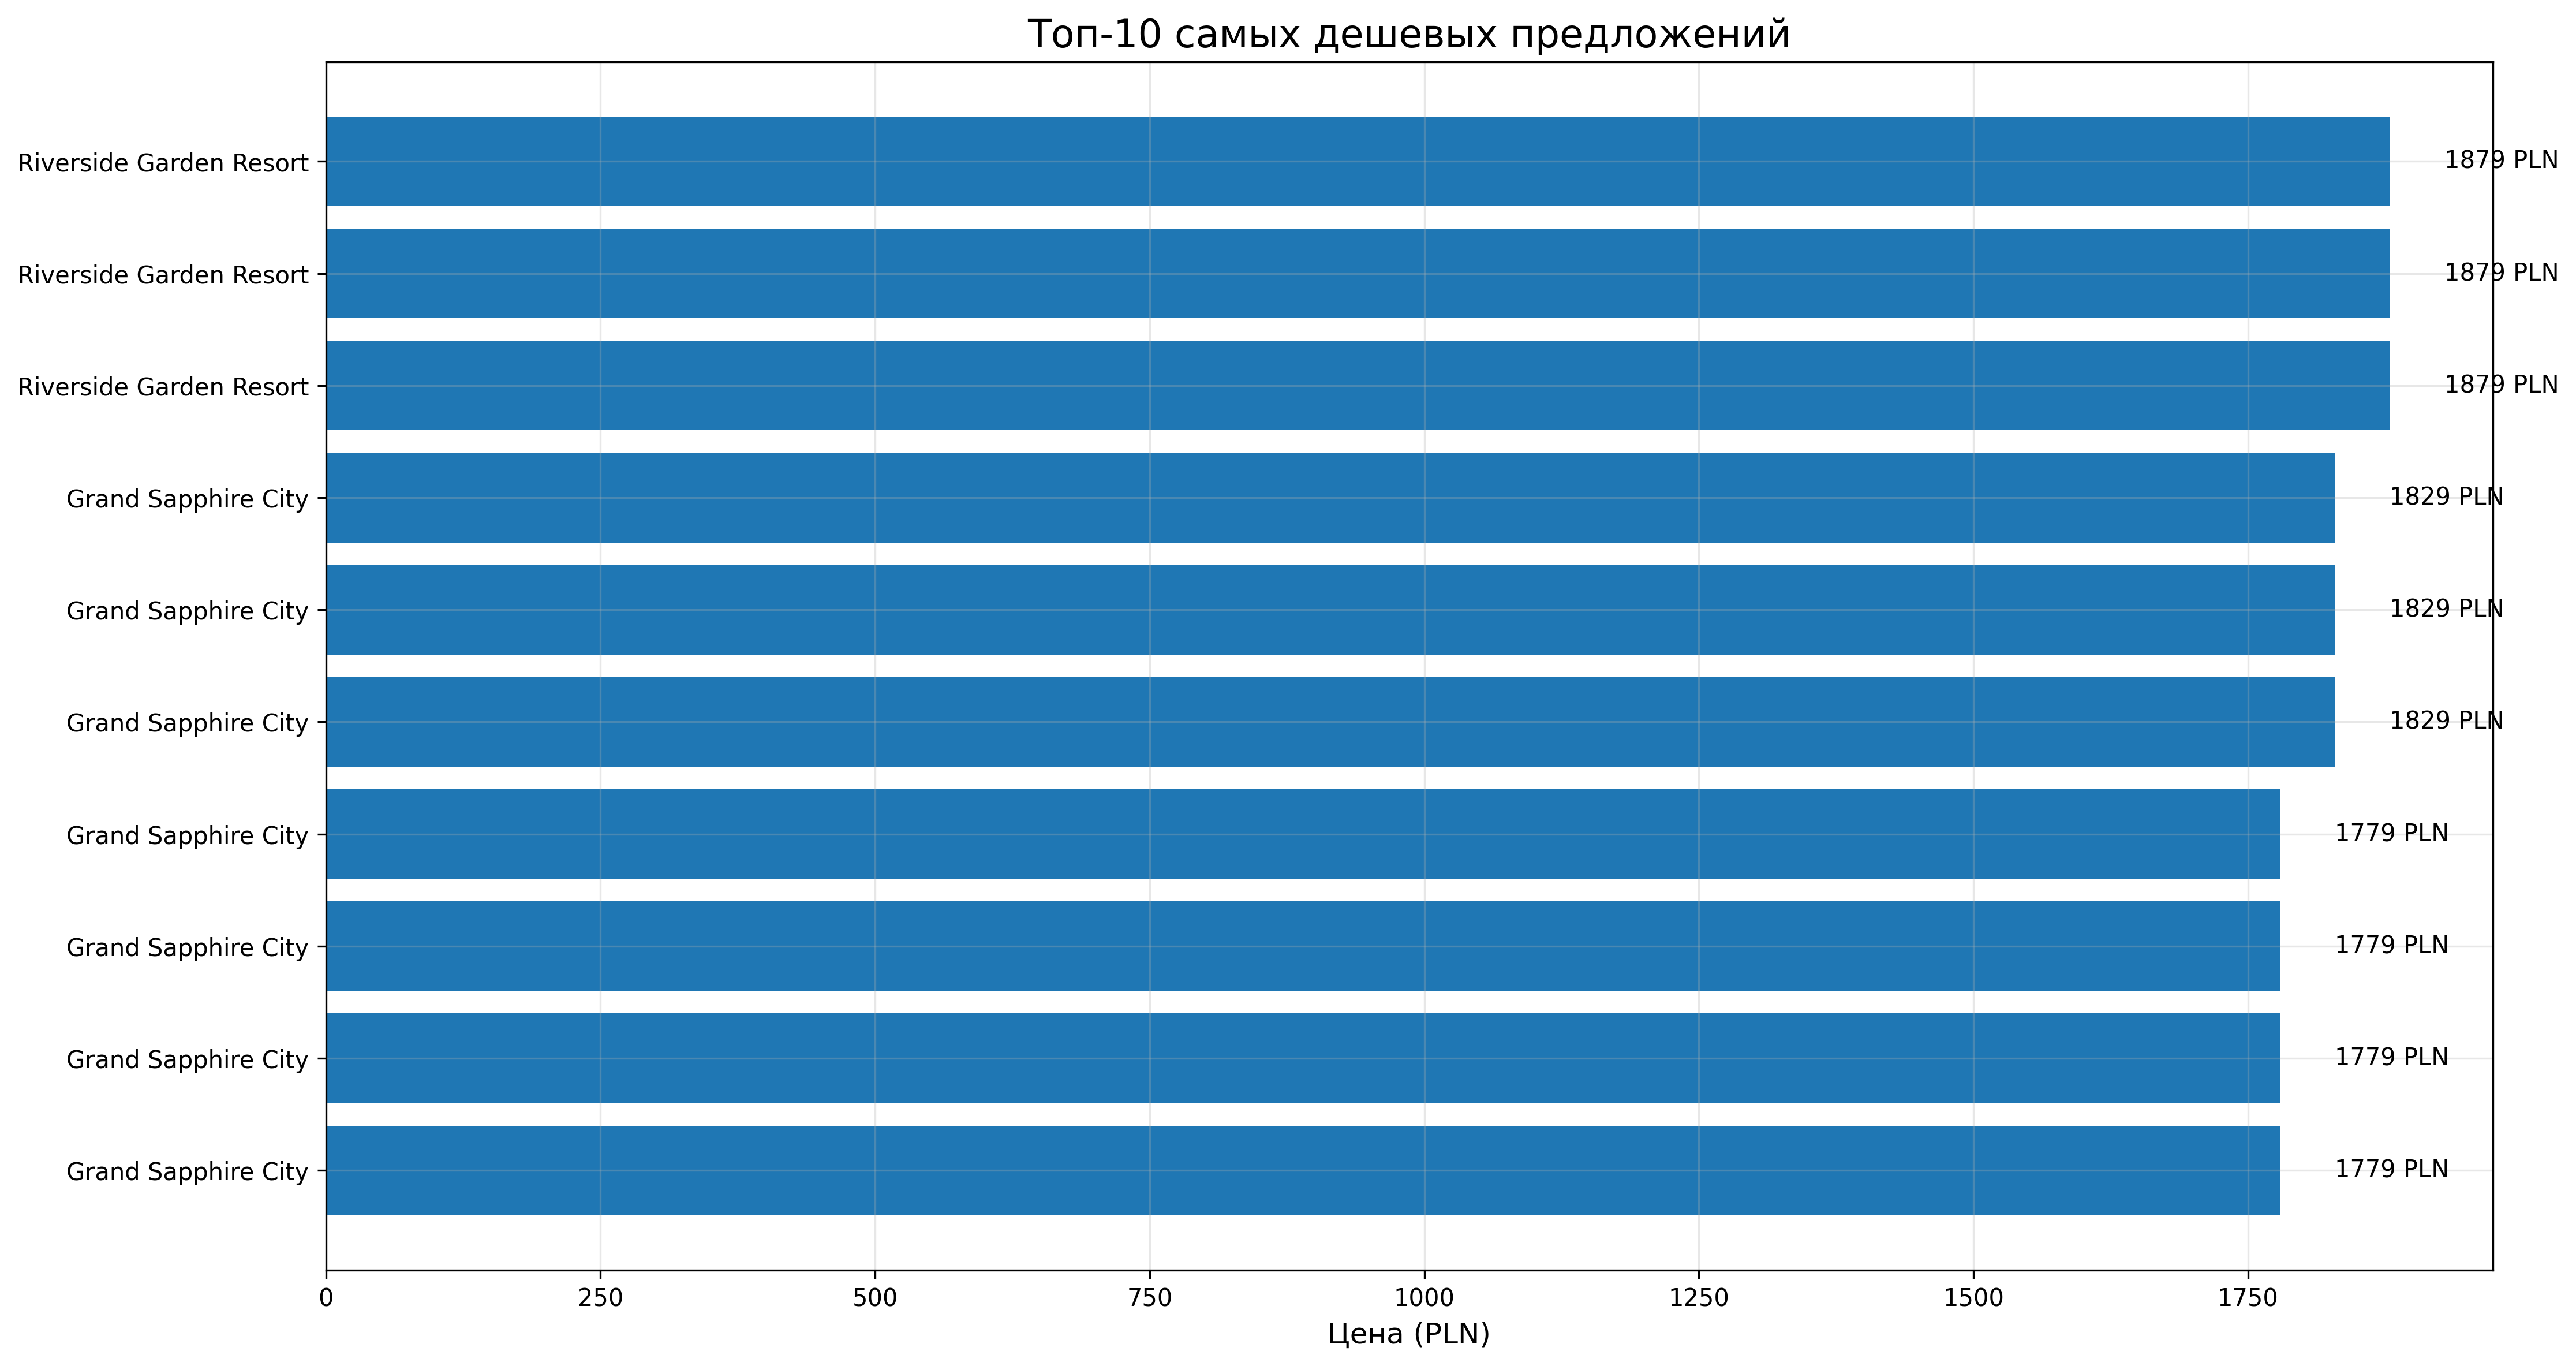 Топ-10 самых дешевых предложений
Riverside Garden Resort 1879 PLN
Riverside Garden Resort 1879 PLN
Riverside Garden Resort 1879 PLN
Grand Sapphire City 1829 PLN
Grand Sapphire City 1829 PLN
Grand Sapphire City 1829 PLN
Grand Sapphire City 1779 PLN
Grand Sapphire City 1779 PLN
Grand Sapphire City 1779 PLN
Grand Sapphire City 1779 PLN
0 250 500 750 1000 1250 1500 1750
Цена (PLN)